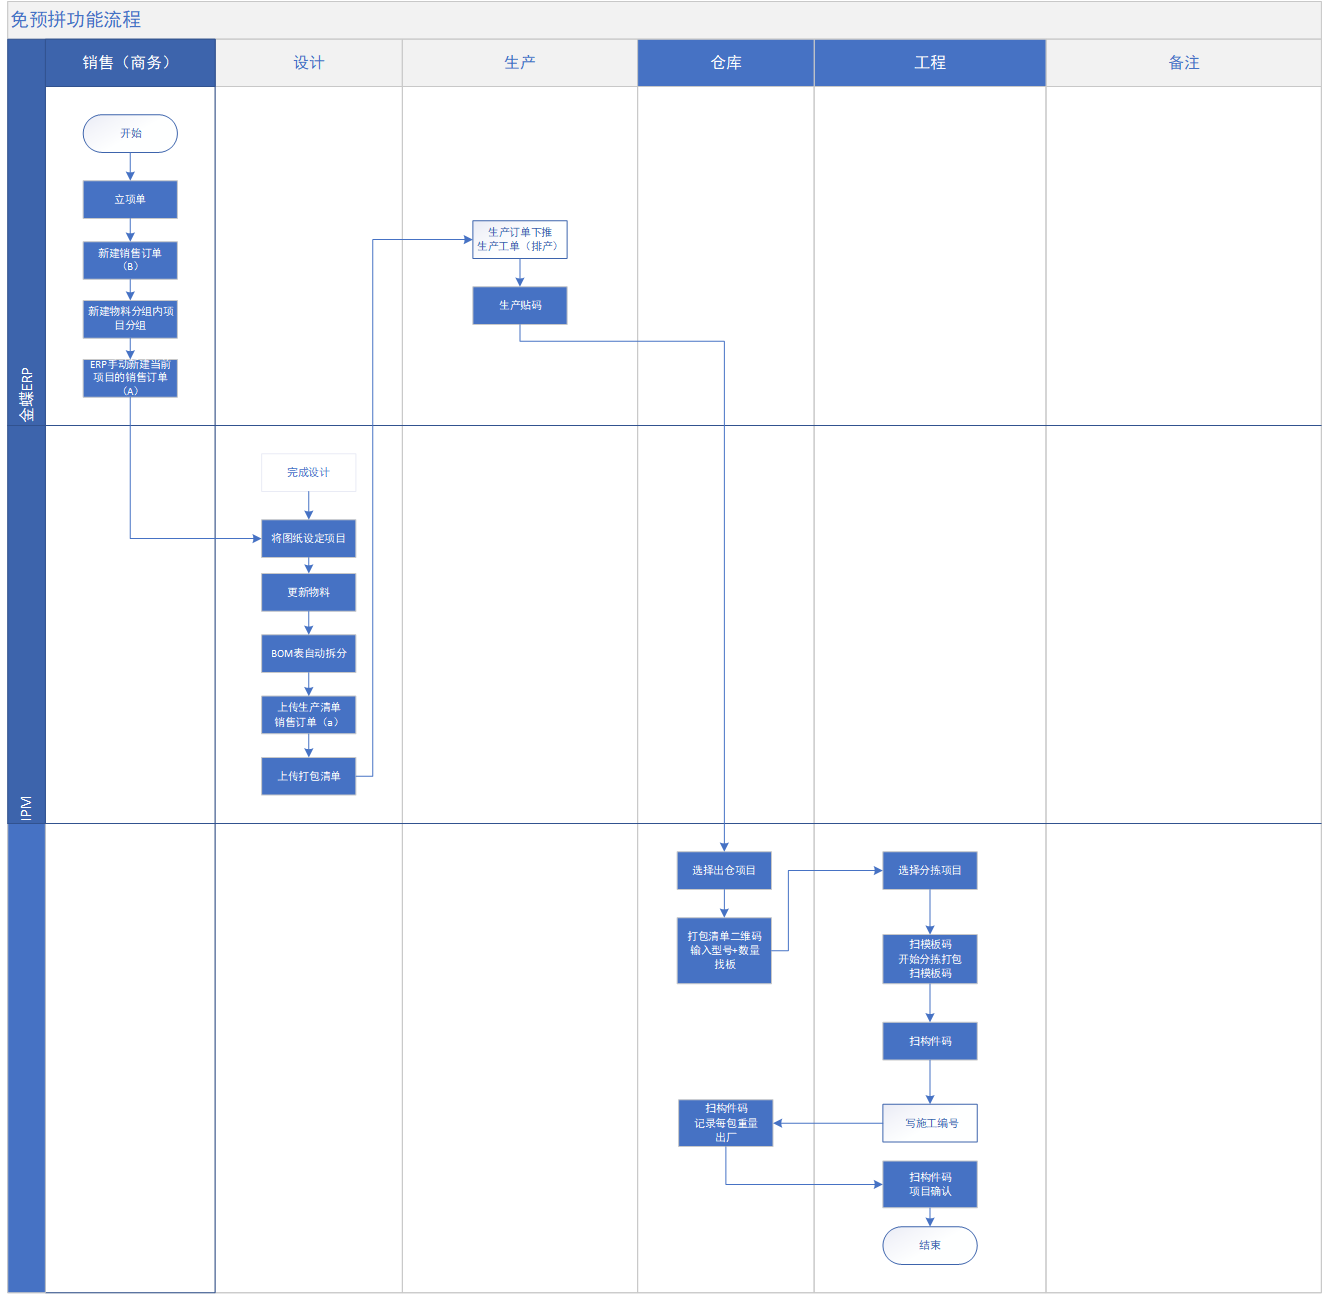 免预拼功能流程
销售（商务）
设计
生产
仓库
工程
备注
金蝶ERP
开始
立项单
新建销售订单
（B）
新建物料分组内项
目分组
ERP手动新建当前
项目的销售订单
（A）
生产订单下推
生产工单（排产）
生产贴码
IPM
完成设计
将图纸设定项目
更新物料
BOM表自动拆分
上传生产清单
销售订单（a）
上传打包清单
选择出仓项目
打包清单二维码
输入型号+数量
找板
选择分拣项目
扫模板码
开始分拣打包
扫模板码
扫构件码
写施工编号
扫构件码
记录每包重量
出厂
扫构件码
项目确认
结束